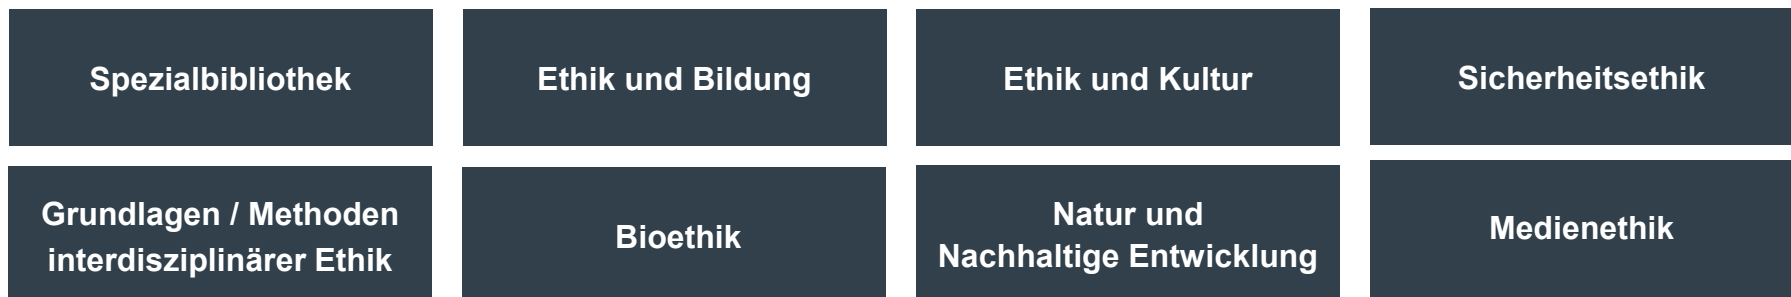 Spezialbibliothek
Ethik und Bildung
Ethik und Kultur
Sicherheitsethik
Grundlagen / Methoden
interdisziplinärer Ethik
Bioethik
Natur und
Nachhaltige Entwicklung
Medienethik